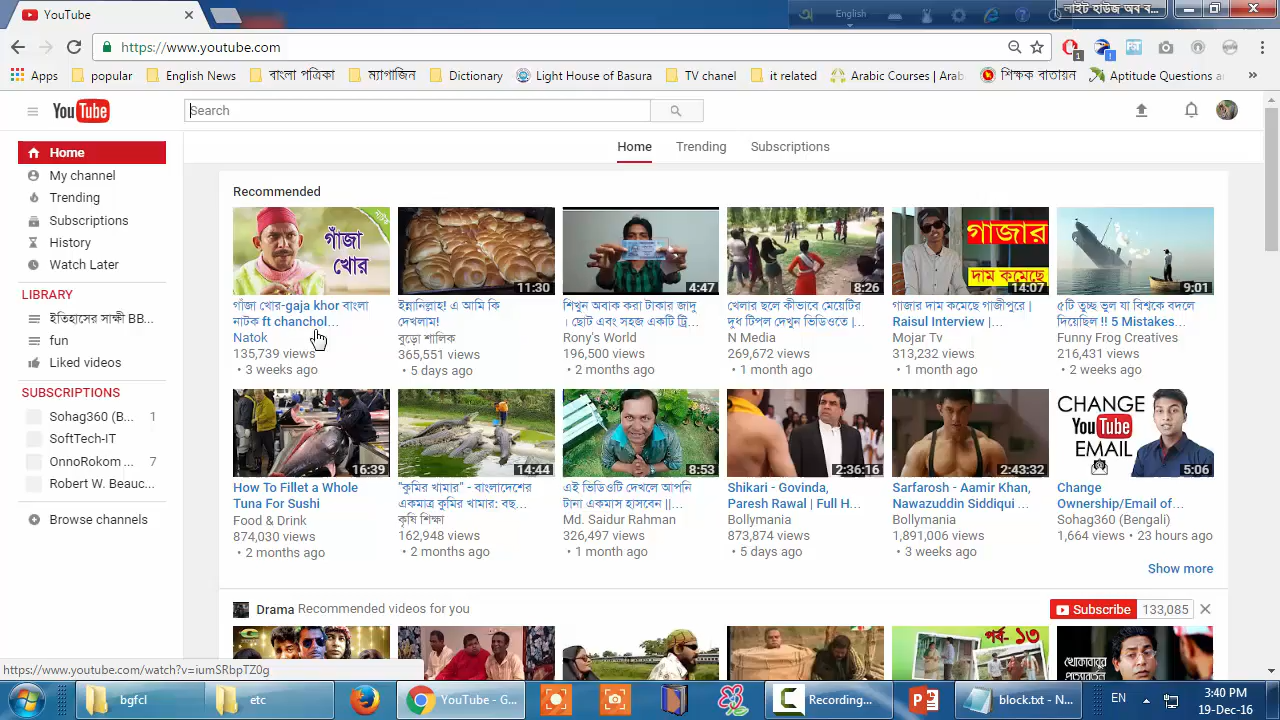 YouTube
English
লাইট হাউজ অব ব...
https://www.youtube.com
Apps popular English News বাংলা পত্রিকা ম্যাগাজিন Dictionary Light House of Basura TV channel it related Arabic Courses | Arab শিক্ষক বাতায়ন Aptitude Questions ar
YouTube
Search
Home Trending Subscriptions
Home
My channel
Trending
Subscriptions
History
Watch Later
LIBRARY
ইতিহাসের সাক্ষী BB...
fun
Liked videos
SUBSCRIPTIONS
Sohag360 (B... 1
SoftTech-IT
OnnoRokom ... 7
Robert W. Beauc...
Browse channels
Recommended
গাঁজা খোর
গাঁজা খোর-gaja khor বাংলা
নাটক ft chanchol...
Natok
135,739 views
• 3 weeks ago
11:30
ইন্নালিল্লাহ! এ আমি কি
দেখলাম!
বুড়ো শালিক
365,551 views
• 5 days ago
4:47
শিখুন অবাক করা টাকার জাদু
। ছোট এবং সহজ একটি ট্রি...
Rony's World
196,500 views
• 2 months ago
8:26
খেলার ছলে কীভাবে মেয়েটির
দুধ টিপল দেখুন ভিডিওতে |...
N Media
269,672 views
• 1 month ago
গাজার
দাম কমেছে
14:07
গাজার দাম কমেছে গাজীপুরে |
Raisul Interview |...
Mojar Tv
313,232 views
• 1 month ago
9:01
৫টি তুচ্ছ ভুল যা বিশ্বকে বদলে
দিয়েছিল !! 5 Mistakes...
Funny Frog Creatives
216,431 views
• 2 weeks ago
16:39
How To Fillet a Whole
Tuna For Sushi
Food & Drink
874,030 views
• 2 months ago
14:44
"কুমির খামার" - বাংলাদেশের
একমাত্র কুমির খামার: বছ...
কৃষি শিক্ষা
162,948 views
• 2 months ago
8:53
এই ভিডিওটি দেখলে আপনি
টানা একমাস হাসবেন ||...
Md. Saidur Rahman
326,497 views
• 1 month ago
2:36:16
Shikari - Govinda,
Paresh Rawal | Full H...
Bollymania
873,874 views
• 5 days ago
2:43:32
Sarfarosh - Aamir Khan,
Nawazuddin Siddiqui ...
Bollymania
1,891,006 views
• 3 weeks ago
CHANGE
YouTube
EMAIL
5:06
Change
Ownership/Email of...
Sohag360 (Bengali)
1,664 views • 23 hours ago
Show more
Drama Recommended videos for you
Subscribe 133,085
পর্ব- ১৩
https://www.youtube.com/watch?v=iumSRbpTZ0g
bgfcl etc YouTube - G... Recording... block.txt - N... EN
3:40 PM
19-Dec-16